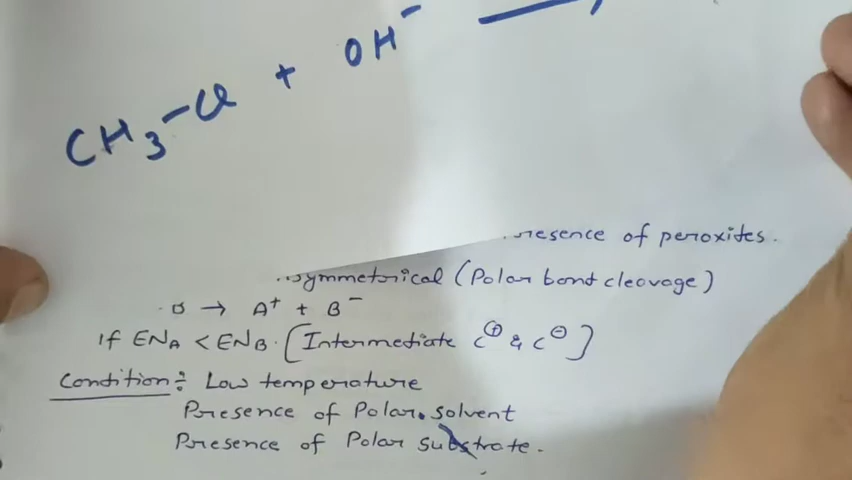 CH3-Cl + OH⁻ ⟶
presence of peroxites.
symmetrical (Polar bond cleavage)
B → A⁺ + B⁻
If ENA < ENB. [Intermediate C⊕ & C⊖]
Condition:- Low temperature
Presence of Polar solvent
Presence of Polar substrate.